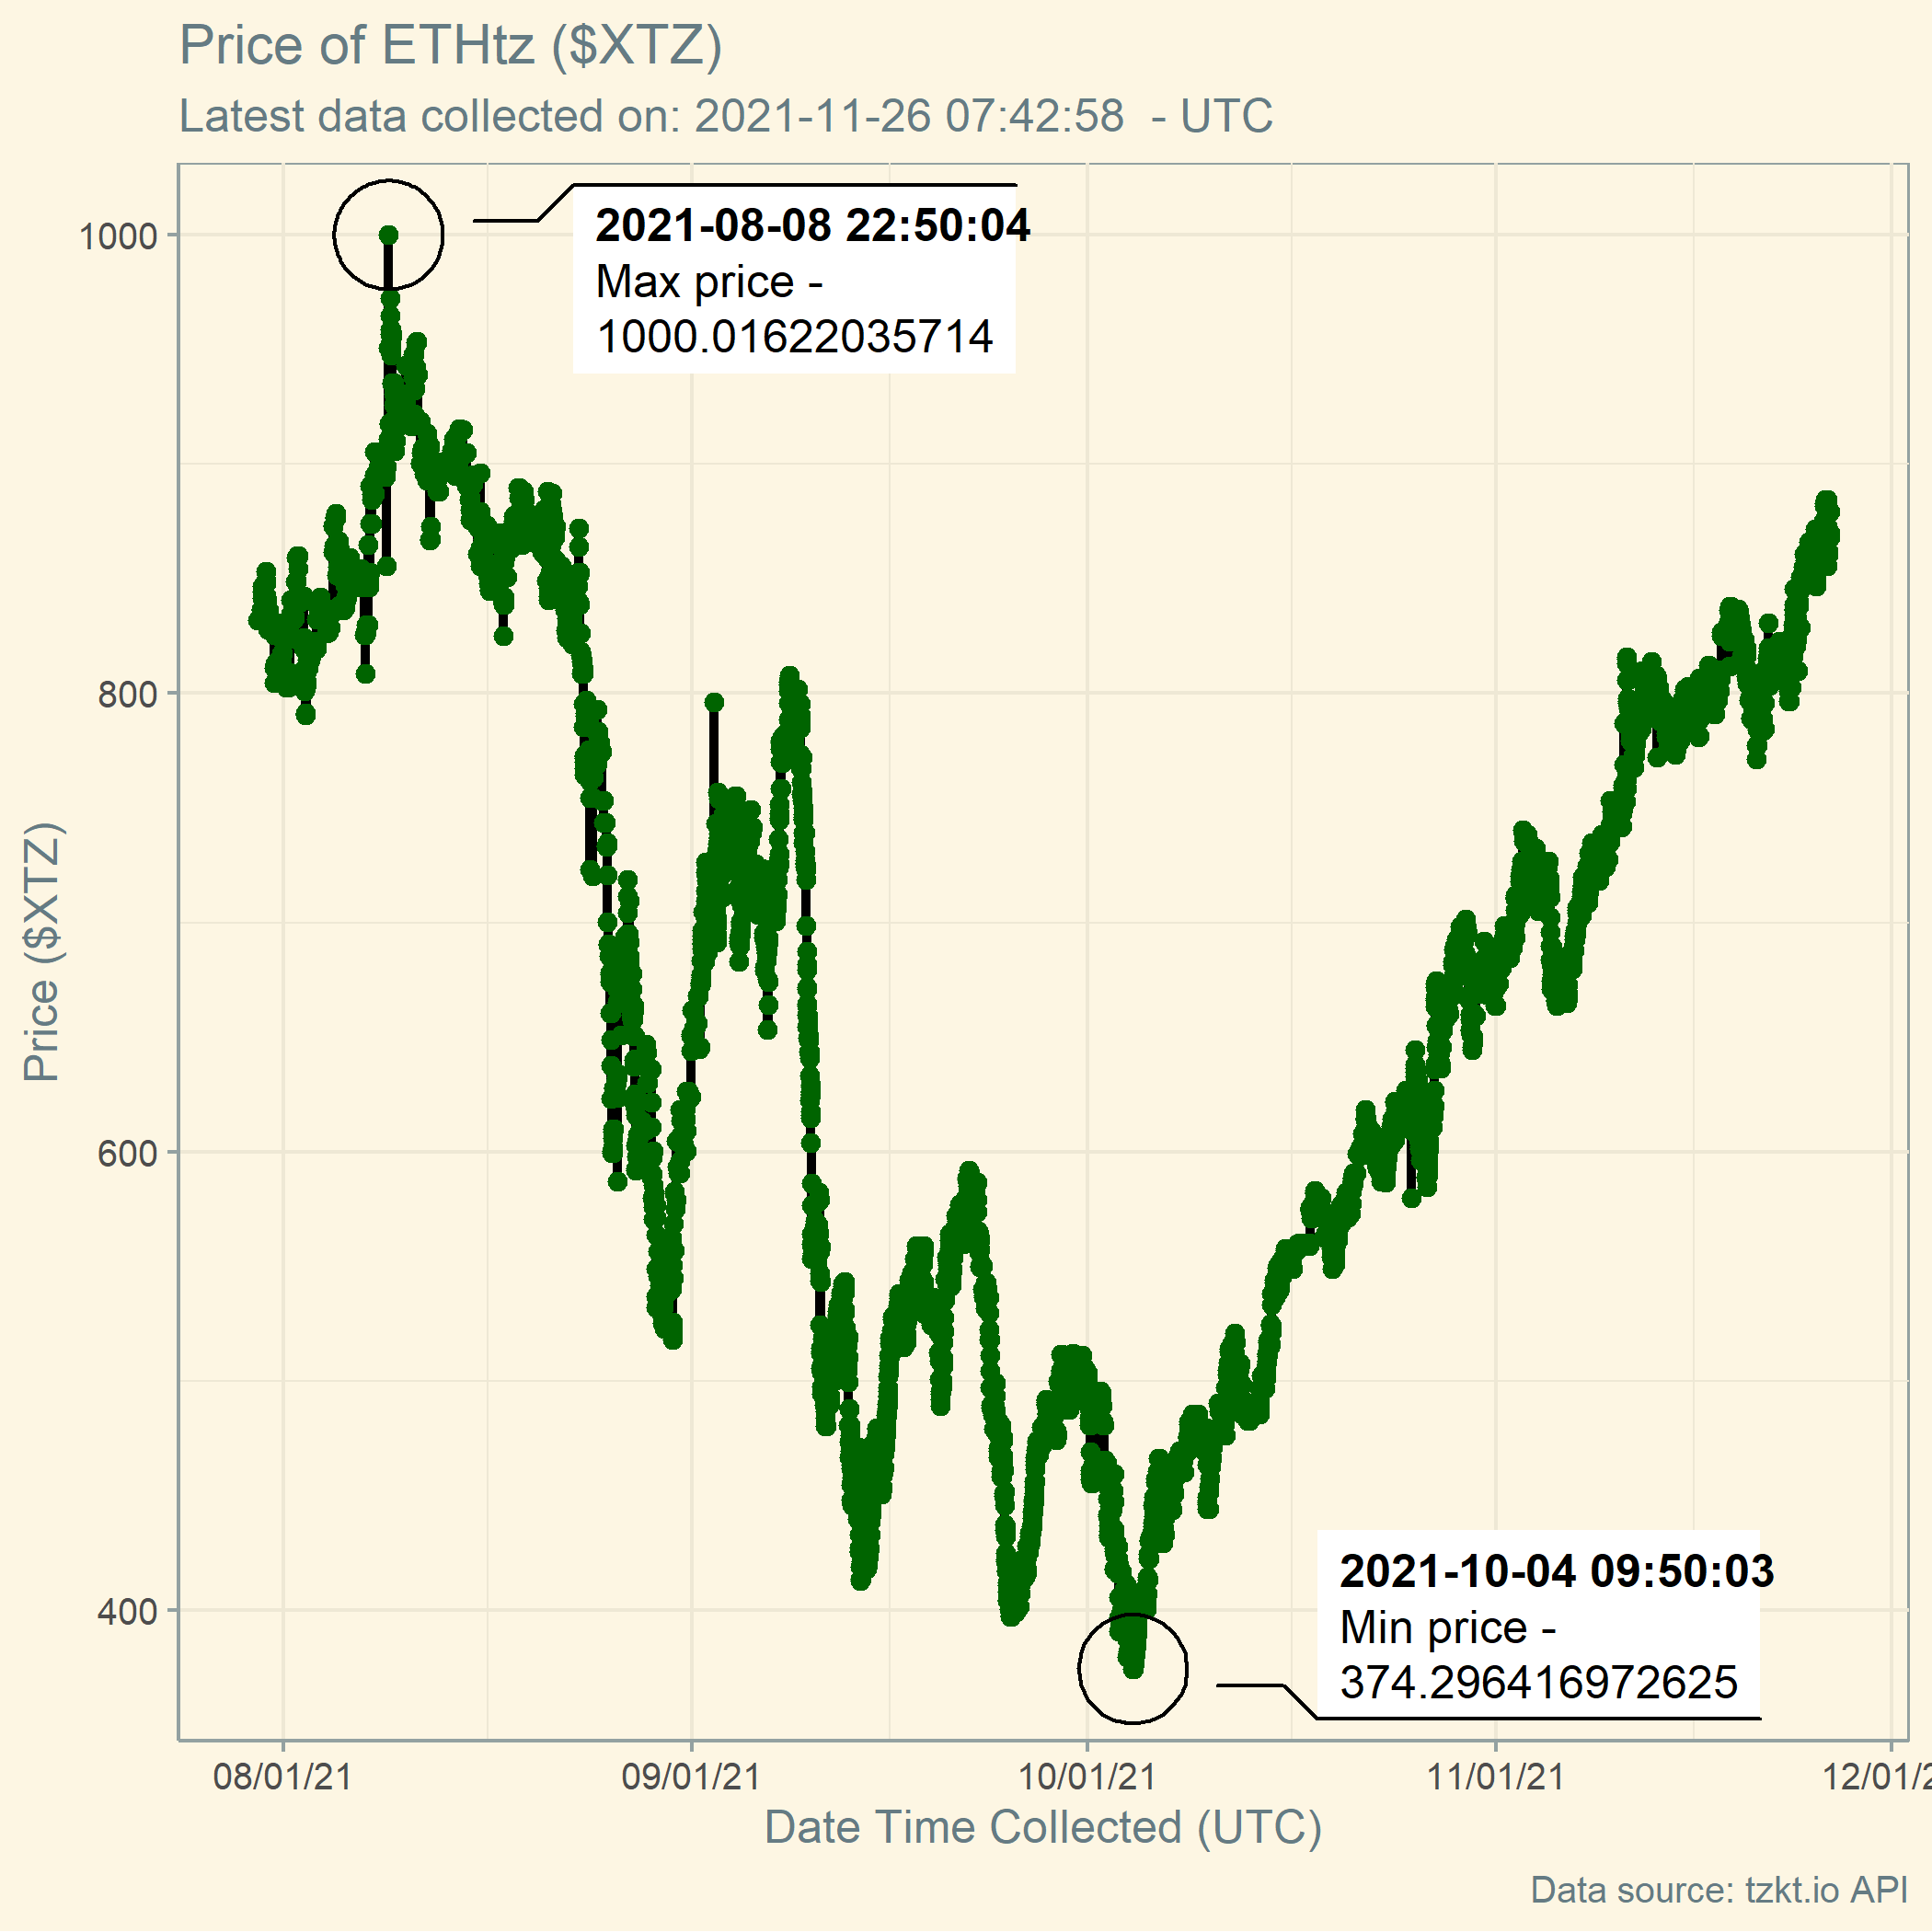 Price of ETHtz ($XTZ)
Latest data collected on: 2021-11-26 07:42:58  - UTC
2021-08-08 22:50:04
Max price -
1000.01622035714
1000
800
600
400
Price ($XTZ)
2021-10-04 09:50:03
Min price -
374.296416972625
08/01/21
09/01/21
10/01/21
11/01/21
12/01/2
Date Time Collected (UTC)
Data source: tzkt.io API